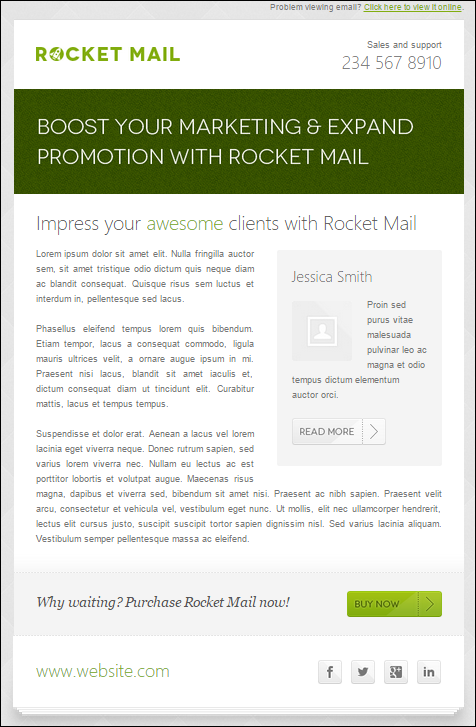 Problem viewing email? Click here to view it online.
ROCKET MAIL
Sales and support
234 567 8910
BOOST YOUR MARKETING & EXPAND
PROMOTION WITH ROCKET MAIL
Impress your awesome clients with Rocket Mail
Lorem ipsum dolor sit amet elit. Nulla fringilla auctor
sem, sit amet tristique odio dictum quis neque diam
ac blandit consequat. Quisque risus sem luctus et
interdum in, pellentesque sed lacus.
Phasellus eleifend tempus lorem quis bibendum.
Etiam tempor, lacus a consequat commodo, ligula
mauris ultrices velit, a ornare augue ipsum in mi.
Praesent nisi lacus, blandit sit amet iaculis et,
dictum consequat diam ut tincidunt elit. Curabitur
mattis, lacus et tempus tempus.
Suspendisse et dolor erat. Aenean a lacus vel lorem
lacinia eget viverra neque. Donec rutrum sapien, sed
varius lorem viverra nec. Nullam eu lectus ac est
porttitor lobortis et volutpat augue. Maecenas risus
magna, dapibus et viverra sed, bibendum sit amet nisi. Praesent ac nibh sapien. Praesent velit
arcu, consectetur et vehicula vel, vestibulum eget nunc. Ut mollis, elit nec ullamcorper hendrerit,
lectus elit cursus justo, suscipit suscipit tortor sapien dignissim nisl. Sed varius lacinia aliquam.
Vestibulum semper pellentesque massa ac eleifend.
Jessica Smith
Proin sed
purus vitae
malesuada
pulvinar leo ac
magna et odio
tempus dictum elementum
auctor orci.
READ MORE
Why waiting? Purchase Rocket Mail now!
BUY NOW
www.website.com